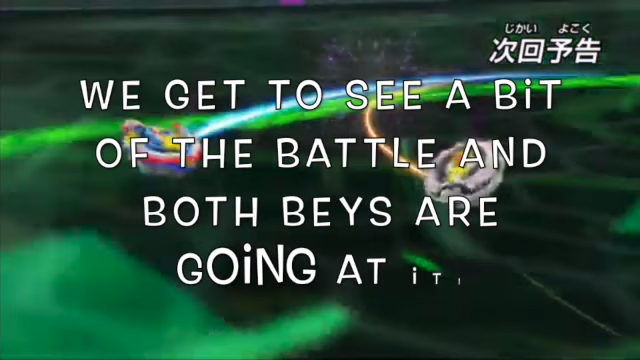 じかい よこく
次回予告
WE GET TO SEE A BiT
OF THE BATTLE AND
BOTH BEYS ARE
GOiNG AT iT!